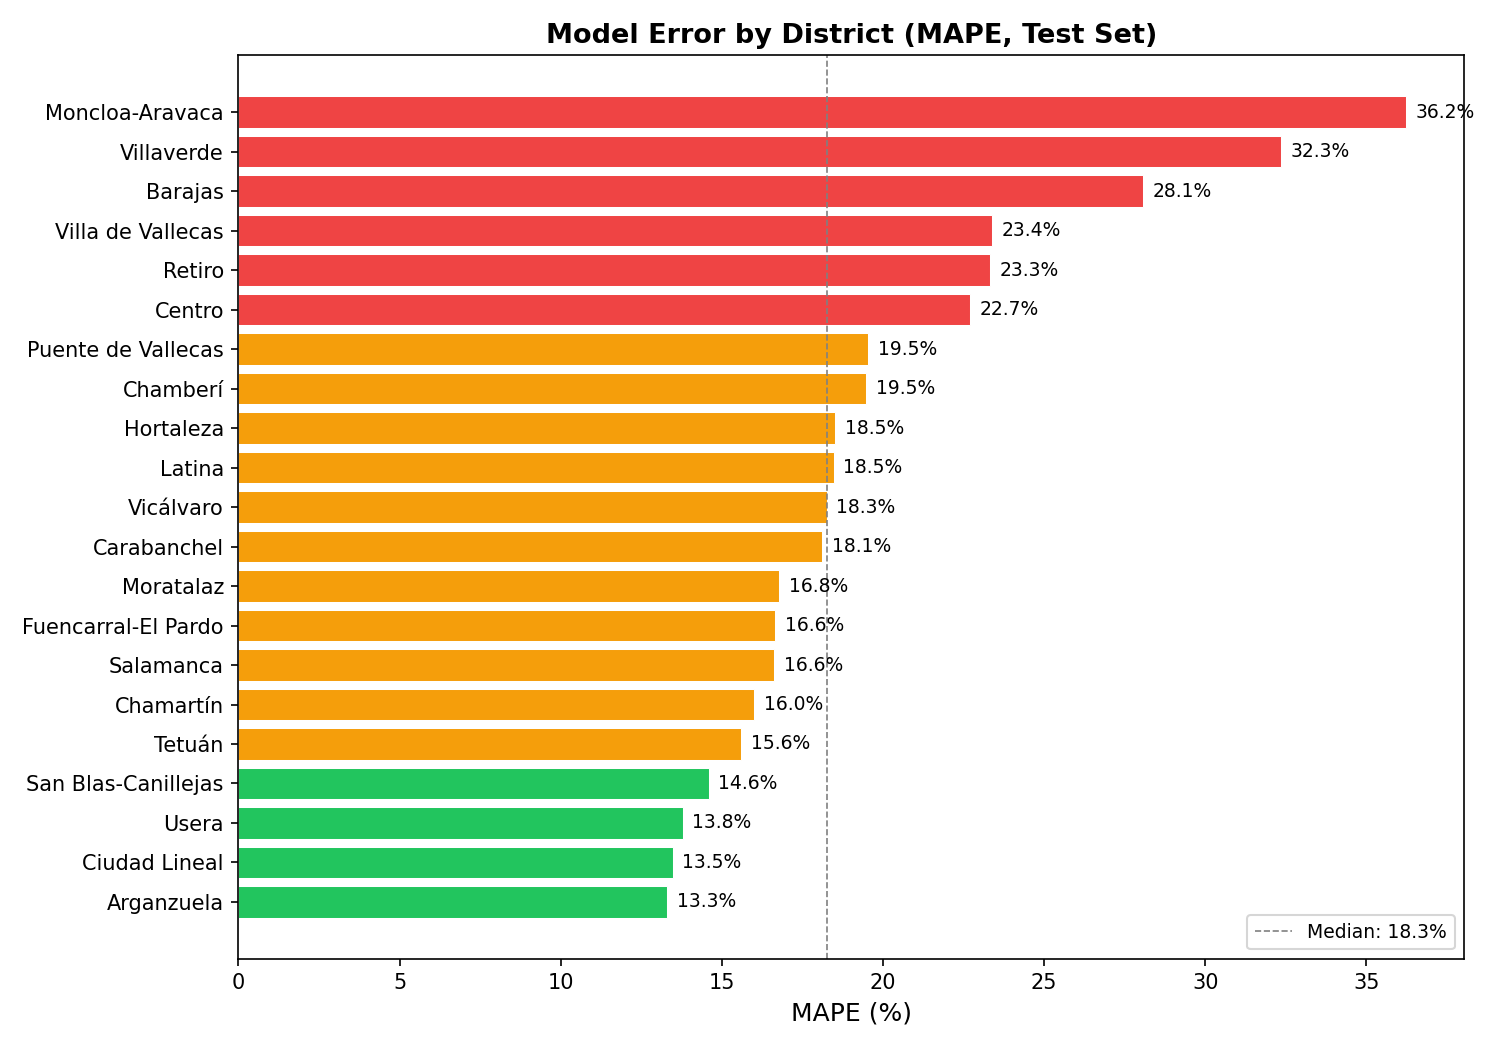 Model Error by District (MAPE, Test Set)
Moncloa-Aravaca 36.2%
Villaverde 32.3%
Barajas 28.1%
Villa de Vallecas 23.4%
Retiro 23.3%
Centro 22.7%
Puente de Vallecas 19.5%
Chamberí 19.5%
Hortaleza 18.5%
Latina 18.5%
Vicálvaro 18.3%
Carabanchel 18.1%
Moratalaz 16.8%
Fuencarral-El Pardo 16.6%
Salamanca 16.6%
Chamartín 16.0%
Tetuán 15.6%
San Blas-Canillejas 14.6%
Usera 13.8%
Ciudad Lineal 13.5%
Arganzuela 13.3%
Median: 18.3%
0 5 10 15 20 25 30 35
MAPE (%)